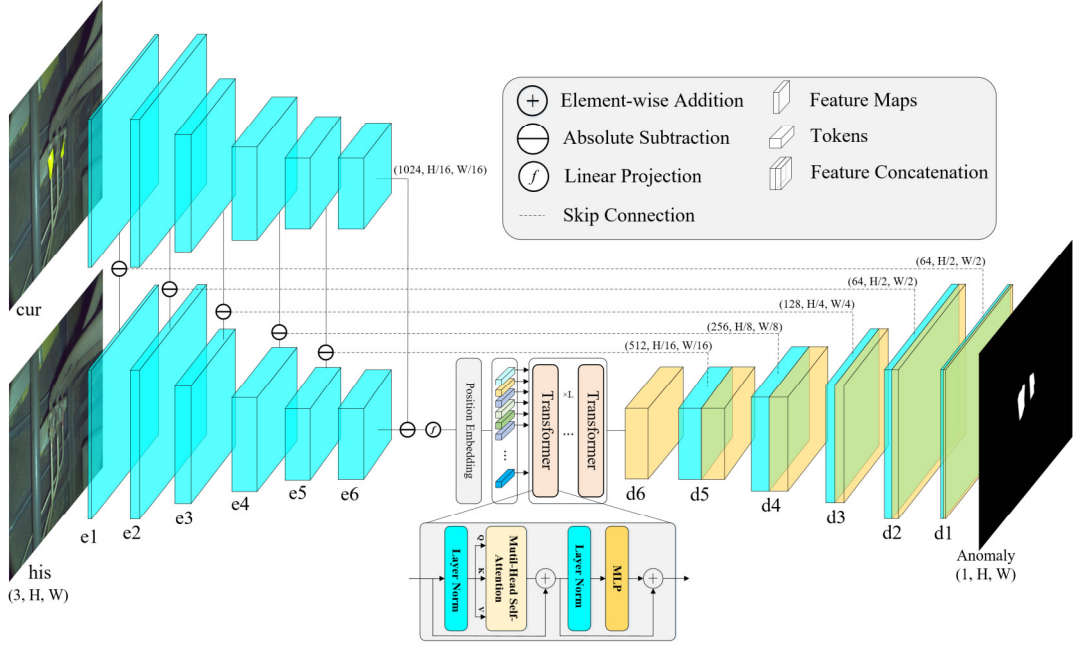 (1024, H/16, W/16)
Element-wise Addition
Absolute Subtraction
f
Linear Projection
Skip Connection
Feature Maps
Tokens
Feature Concatenation
cur
(64, H/2, W/2)
(64, H/2, W/2)
(128, H/4, W/4)
(256, H/8, W/8)
(512, H/16, W/16)
f
Position Embedding
⋮
Transformer
×L
...
...
Transformer
e1
e2
e3
e4
e5
e6
d6
d5
d4
d3
d2
d1
his
(3, H, W)
Anomaly
(1, H, W)
Layer Norm
Q
K
V
Mutil-Head Self-
Attention
Layer Norm
MLP